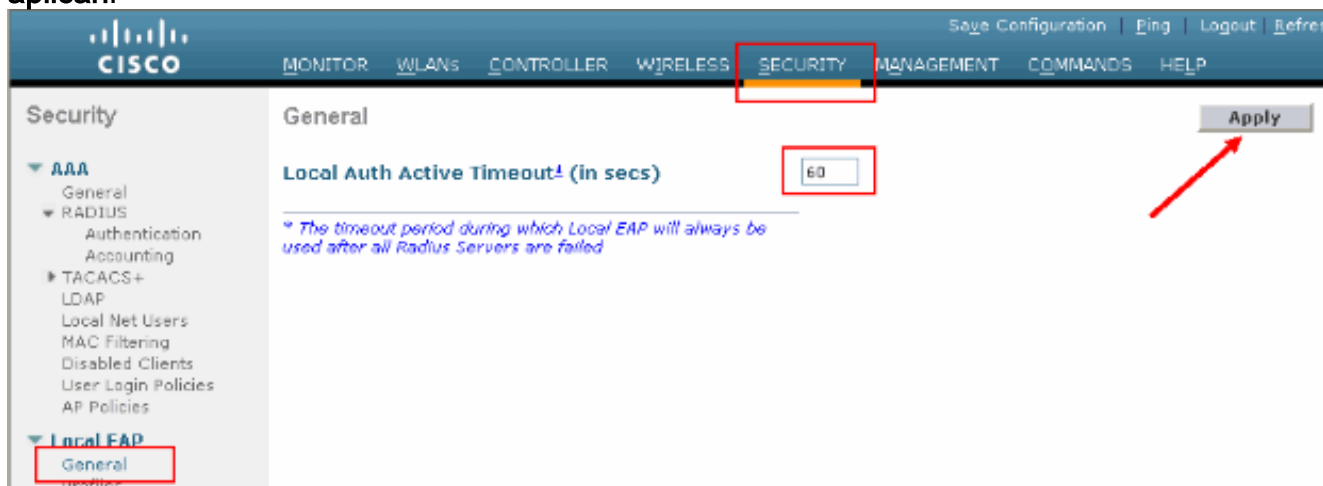 Save Configuration | Ping | Logout | Refres
CISCO
MONITOR WLANs CONTROLLER WIRELESS SECURITY MANAGEMENT COMMANDS HELP
Security
General
Apply
AAA
General
RADIUS
Authentication
Accounting
TACACS+
LDAP
Local Net Users
MAC Filtering
Disabled Clients
User Login Policies
AP Policies
Local EAP
General
Local Auth Active Timeout¹ (in secs) 60
* The timeout period during which Local EAP will always be
used after all Radius Servers are failed